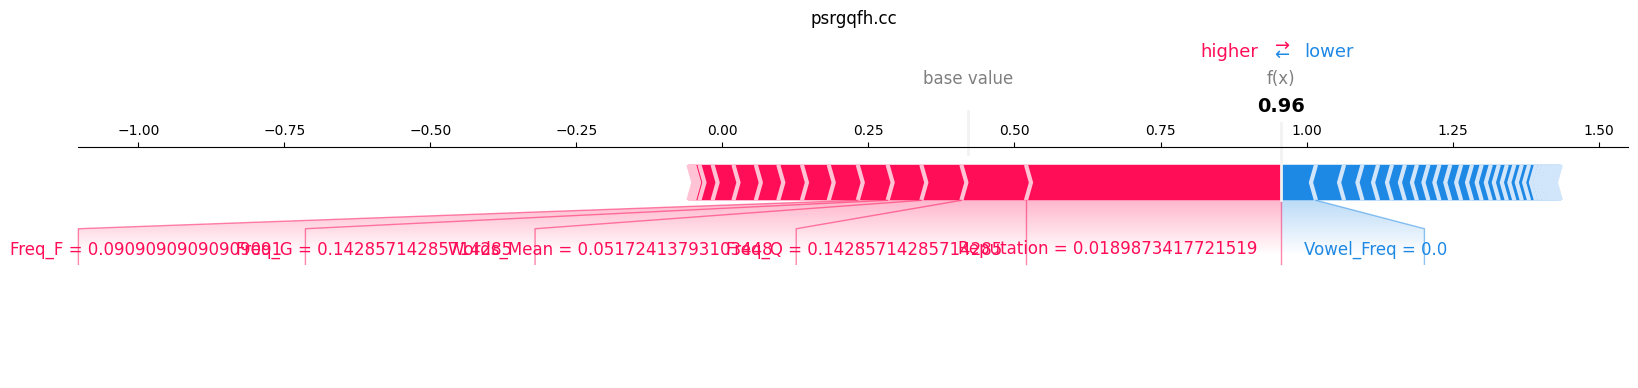 psrgqfh.cc
higher ⇄ lower
base value f(x)
0.96
−1.00 −0.75 −0.50 −0.25 0.00 0.25 0.50 0.75 1.00 1.25 1.50
Freq_F = 0.09090909090909091 Freq_G = 0.14285714285714285 Words_Mean = 0.05172413793103448 Freq_Q = 0.14285714285714285 Reputation = 0.0189873417721519 Vowel_Freq = 0.0